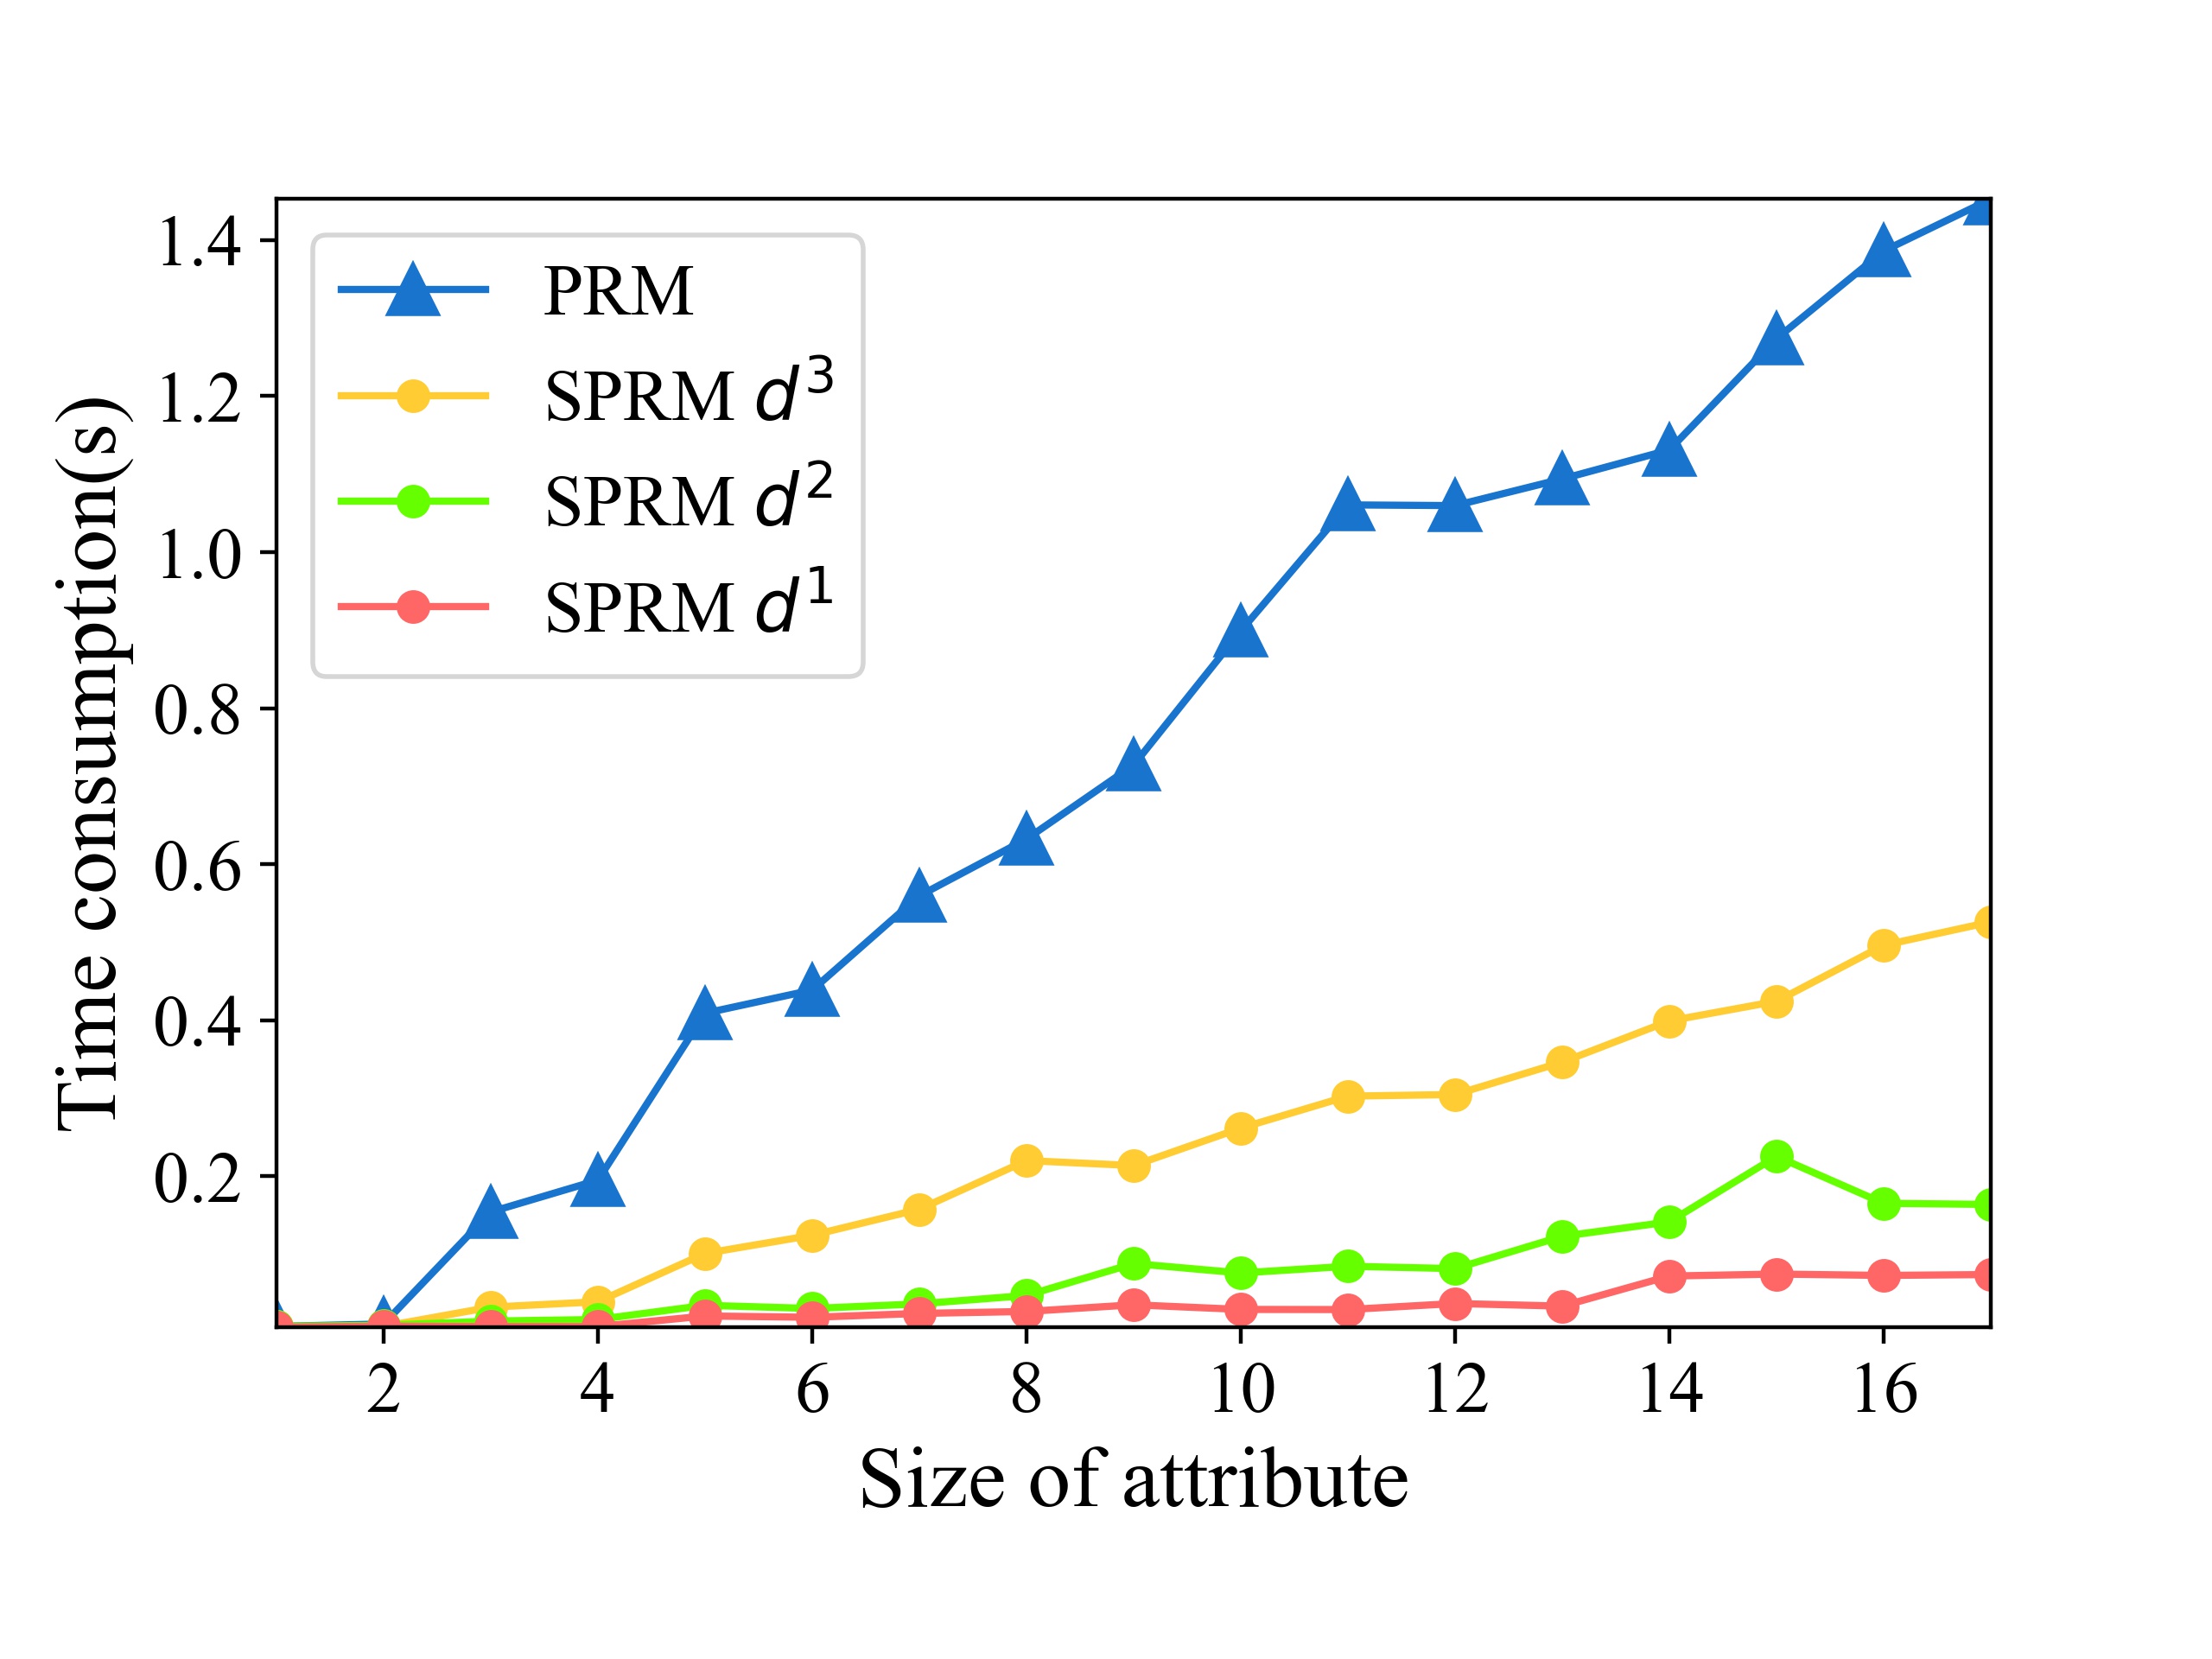 1.4
1.2
1.0
0.8
0.6
0.4
0.2
Time consumption(s)
PRM
SPRM d³
SPRM d²
SPRM d¹
2 4 6 8 10 12 14 16
Size of attribute